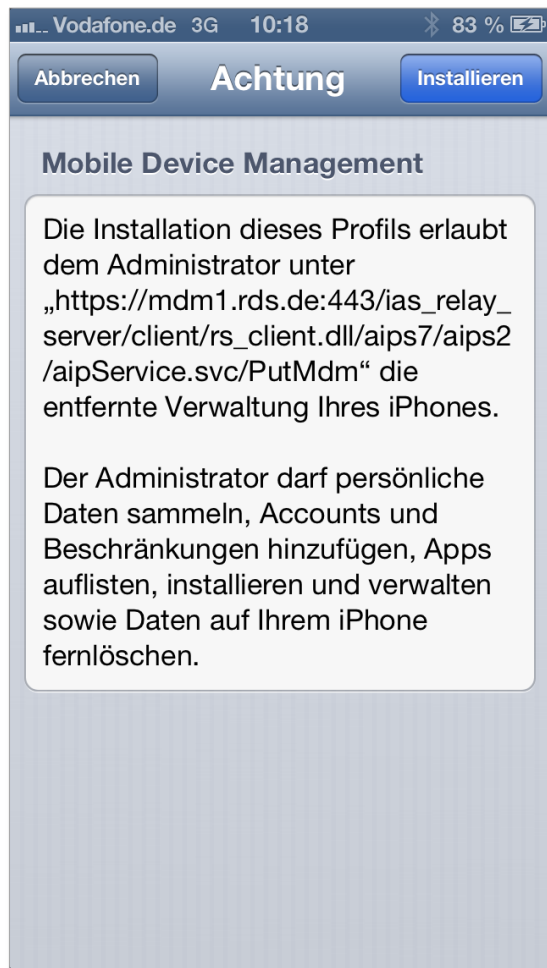 Vodafone.de 3G 10:18 83 %
Abbrechen Achtung Installieren
Mobile Device Management
Die Installation dieses Profils erlaubt
dem Administrator unter
„https://mdm1.rds.de:443/ias_relay_
server/client/rs_client.dll/aips7/aips2
/aipService.svc/PutMdm“ die
entfernte Verwaltung Ihres iPhones.
Der Administrator darf persönliche
Daten sammeln, Accounts und
Beschränkungen hinzufügen, Apps
auflisten, installieren und verwalten
sowie Daten auf Ihrem iPhone
fernlöschen.